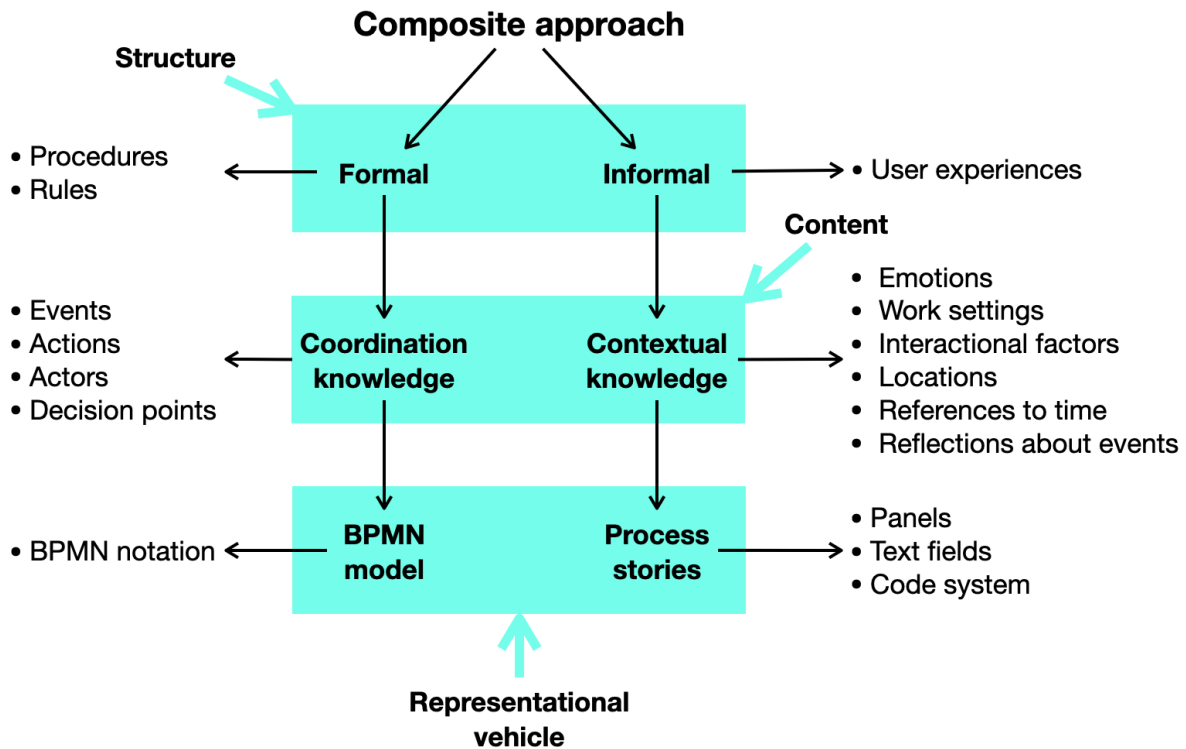 Composite approach
Structure
• Procedures
• Rules
Formal
Informal
• User experiences
Content
• Events
• Actions
• Actors
• Decision points
Coordination
knowledge
Contextual
knowledge
• Emotions
• Work settings
• Interactional factors
• Locations
• References to time
• Reflections about events
• BPMN notation
BPMN
model
Process
stories
• Panels
• Text fields
• Code system
Representational
vehicle